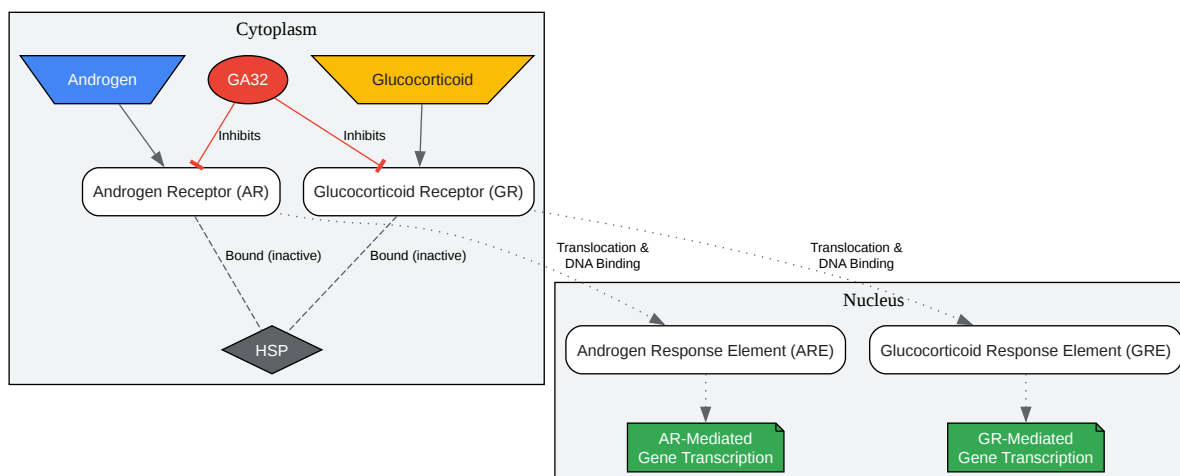 Cytoplasm
Androgen
GA32
Glucocorticoid
Inhibits
Inhibits
Androgen Receptor (AR)
Glucocorticoid Receptor (GR)
Bound (inactive)
Bound (inactive)
Translocation &
DNA Binding
Translocation &
DNA Binding
Nucleus
HSP
Androgen Response Element (ARE)
Glucocorticoid Response Element (GRE)
AR-Mediated
Gene Transcription
GR-Mediated
Gene Transcription